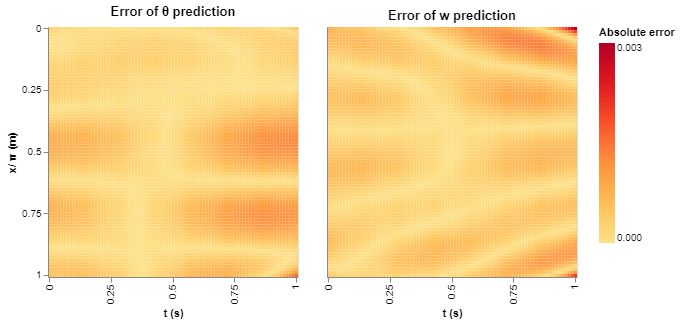 Error of θ prediction
Error of w prediction
Absolute error
0.003
0.000
x/ π (m)
0
0.25
0.5
0.75
1
0
0.25
0.5
0.75
1
t (s)
0
0.25
0.5
0.75
1
t (s)